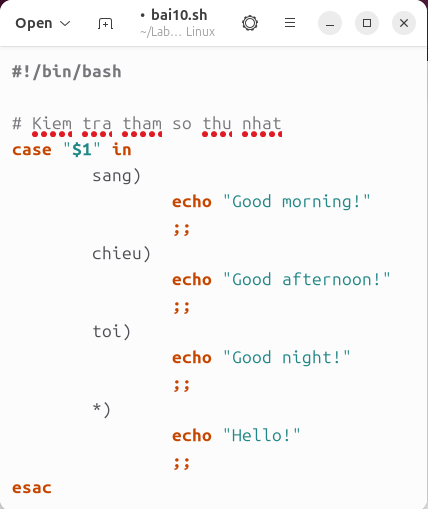 Open
• bai10.sh
~/Lab... Linux
#!/bin/bash
# Kiem tra tham so thu nhat
case "$1" in
sang)
echo "Good morning!"
;;
chieu)
echo "Good afternoon!"
;;
toi)
echo "Good night!"
;;
*)
echo "Hello!"
;;
esac